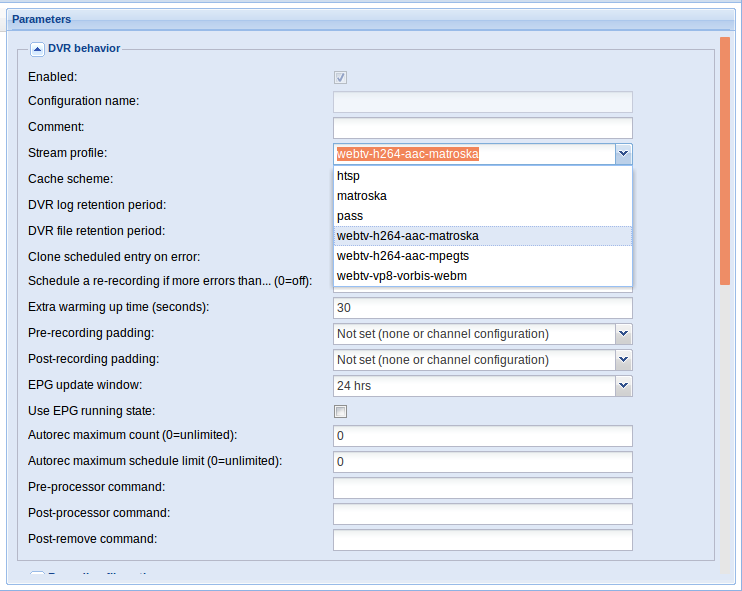 Parameters
DVR behavior
Enabled:
Configuration name:
Comment:
Stream profile: webtv-h264-aac-matroska
Cache scheme:
htsp
matroska
DVR log retention period:
pass
DVR file retention period:
webtv-h264-aac-matroska
Clone scheduled entry on error:
webtv-h264-aac-mpegts
Schedule a re-recording if more errors than... (0=off):
webtv-vp8-vorbis-webm
Extra warming up time (seconds): 30
Pre-recording padding: Not set (none or channel configuration)
Post-recording padding: Not set (none or channel configuration)
EPG update window: 24 hrs
Use EPG running state:
Autorec maximum count (0=unlimited): 0
Autorec maximum schedule limit (0=unlimited): 0
Pre-processor command:
Post-processor command:
Post-remove command: